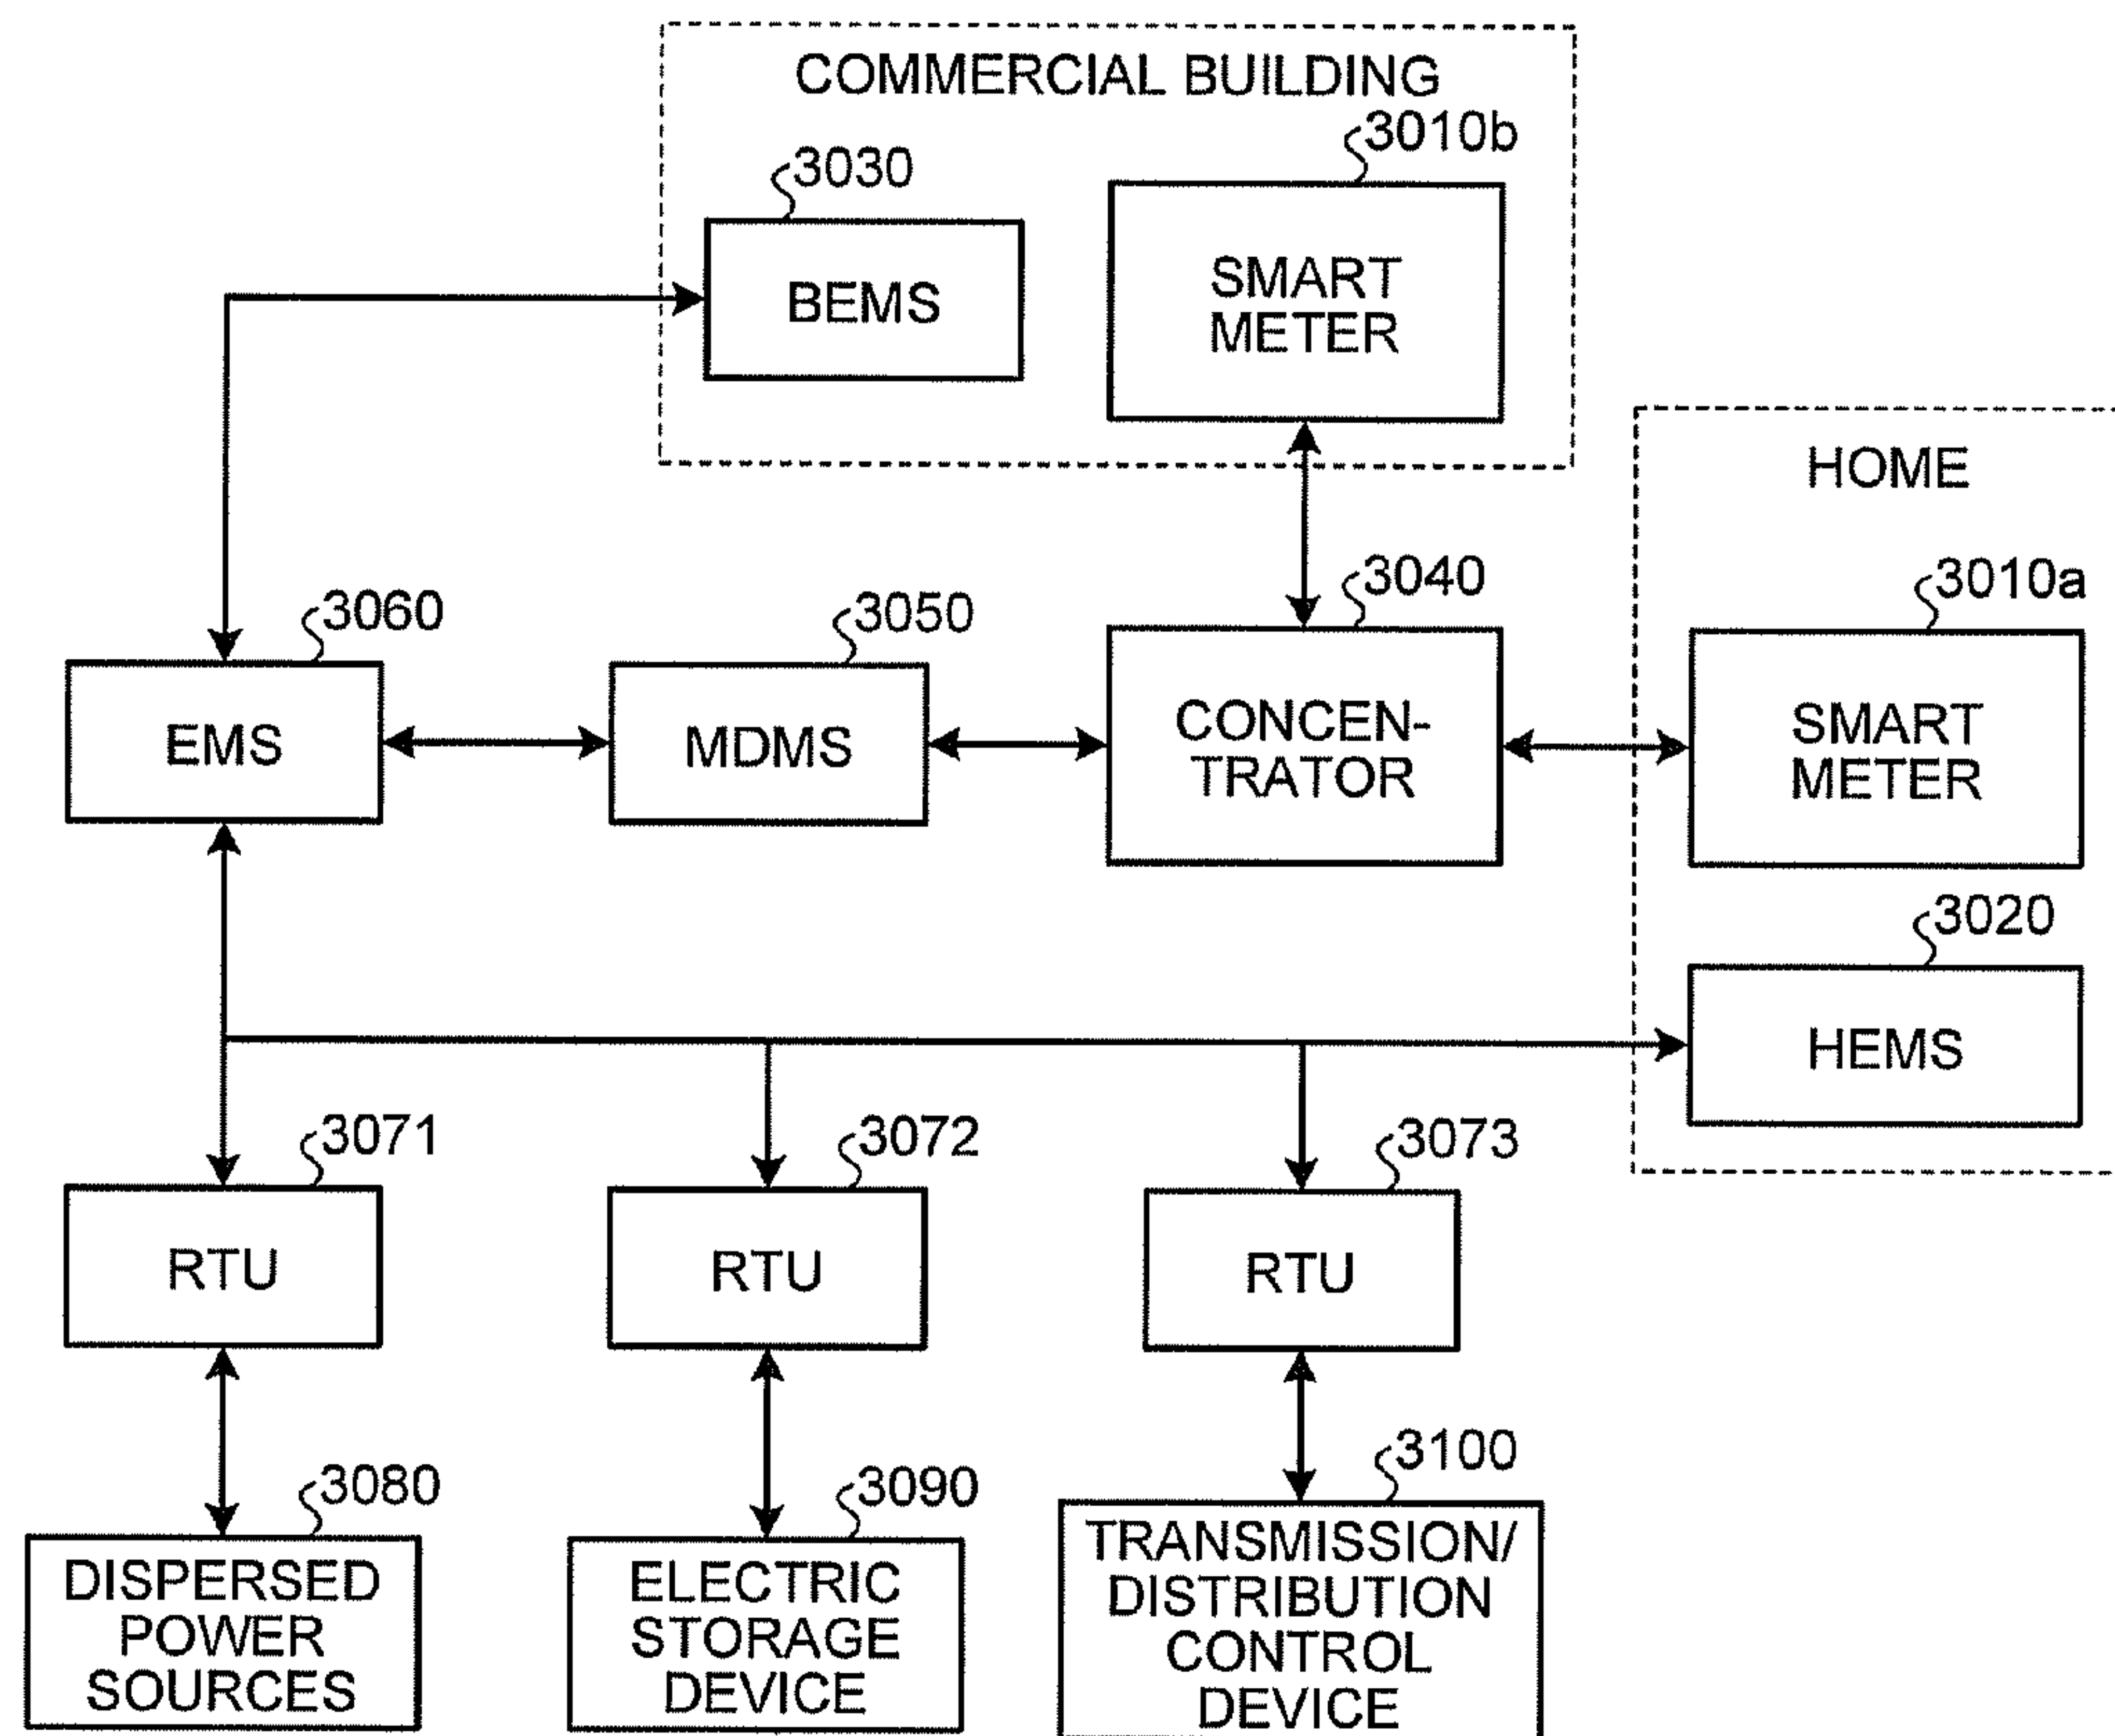 COMMERCIAL BUILDING
3010b
3030
SMART
METER
BEMS
HOME
3040
3010a
3060
3050
CONCEN-
TRATOR
SMART
METER
EMS
MDMS
3020
HEMS
3071
3072
3073
RTU
RTU
RTU
3100
3080
3090
DISPERSED
POWER
SOURCES
ELECTRIC
STORAGE
DEVICE
TRANSMISSION/
DISTRIBUTION
CONTROL
DEVICE